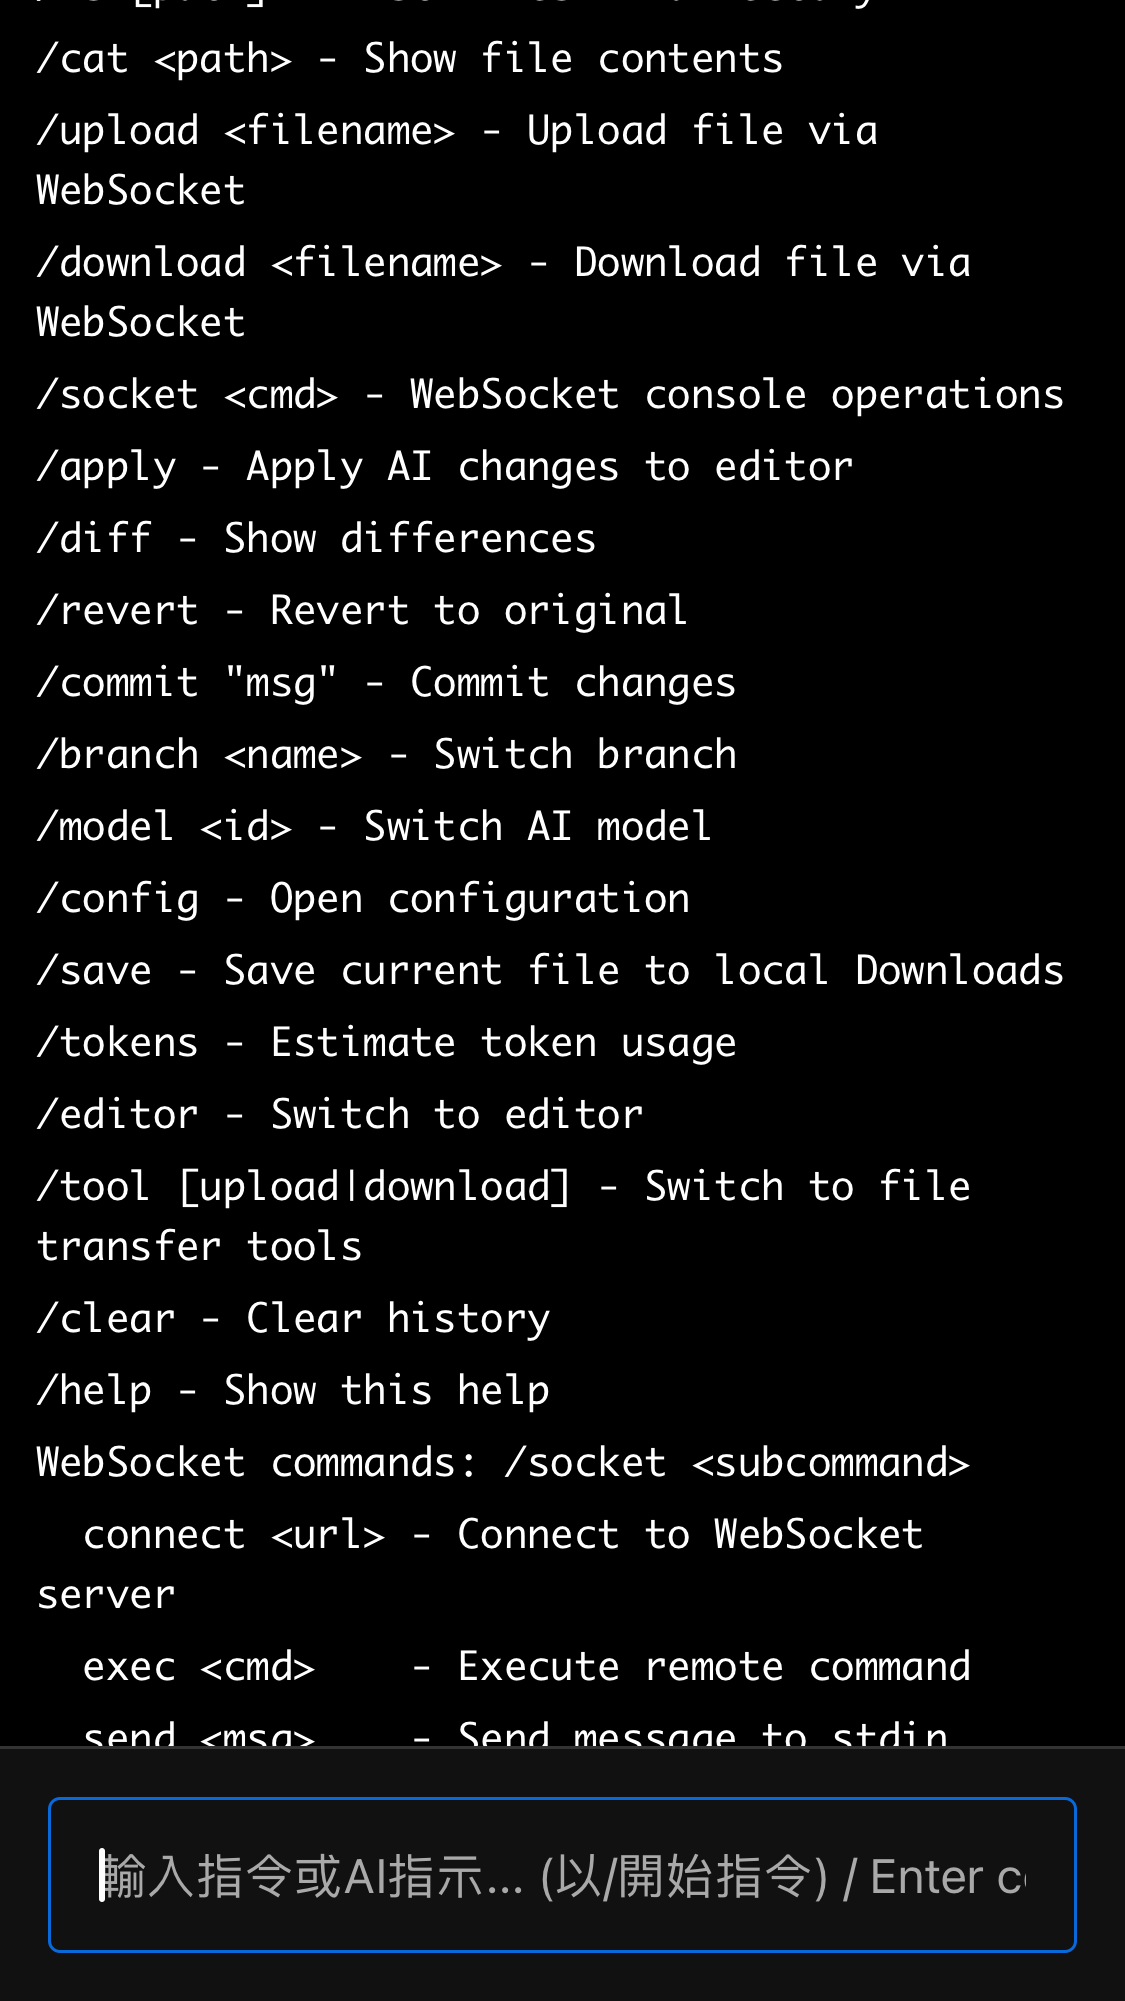 /cat <path> - Show file contents
/upload <filename> - Upload file via
WebSocket
/download <filename> - Download file via
WebSocket
/socket <cmd> - WebSocket console operations
/apply - Apply AI changes to editor
/diff - Show differences
/revert - Revert to original
/commit "msg" - Commit changes
/branch <name> - Switch branch
/model <id> - Switch AI model
/config - Open configuration
/save - Save current file to local Downloads
/tokens - Estimate token usage
/editor - Switch to editor
/tool [upload|download] - Switch to file
transfer tools
/clear - Clear history
/help - Show this help
WebSocket commands: /socket <subcommand>
  connect <url> - Connect to WebSocket
server
  exec <cmd>    - Execute remote command
  send <msg>    - Send message to stdin
輸入指令或AI指示... (以/開始指令) / Enter